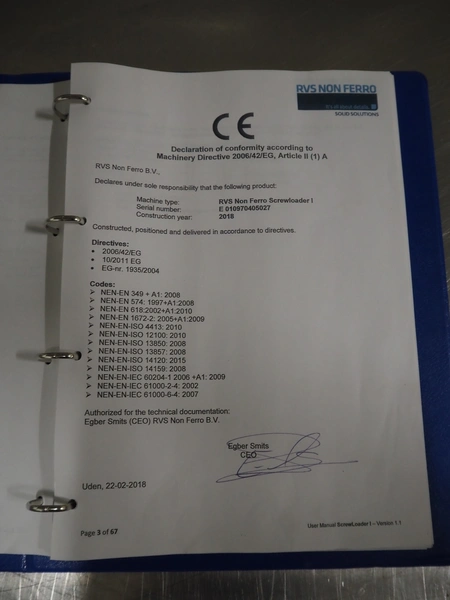 RVS NON FERRO
SOLID SOLUTIONS
CE
Declaration of conformity according to
Machinery Directive 2006/42/EG, Article II (1) A
RVS Non Ferro B.V.,
Declares under sole responsibility that the following product:
Machine type: RVS Non Ferro Screwloader I
Serial number: E 010970405027
Construction year: 2018
Constructed, positioned and delivered in accordance to directives.
Directives:
• 2006/42/EG
• 10/2011 EG
• EG-nr. 1935/2004
Codes:
➢ NEN-EN 349 + A1: 2008
➢ NEN-EN 574: 1997+A1:2008
➢ NEN-EN 618:2002+A1:2010
➢ NEN-EN 1672-2: 2005+A1:2009
➢ NEN-EN-ISO 4413: 2010
➢ NEN-EN-ISO 12100: 2010
➢ NEN-EN-ISO 13850: 2008
➢ NEN-EN-ISO 13857: 2008
➢ NEN-EN-ISO 14120: 2015
➢ NEN-EN-ISO 14159: 2008
➢ NEN-EN-IEC 60204-1 2006 +A1: 2009
➢ NEN-EN-IEC 61000-2-4: 2002
➢ NEN-EN-IEC 61000-6-4: 2007
Authorized for the technical documentation:
Egber Smits (CEO) RVS Non Ferro B.V.
Egber Smits
CEO
Uden, 22-02-2018
Page 3 of 67
User Manual ScrewLoader I – Version 1.1